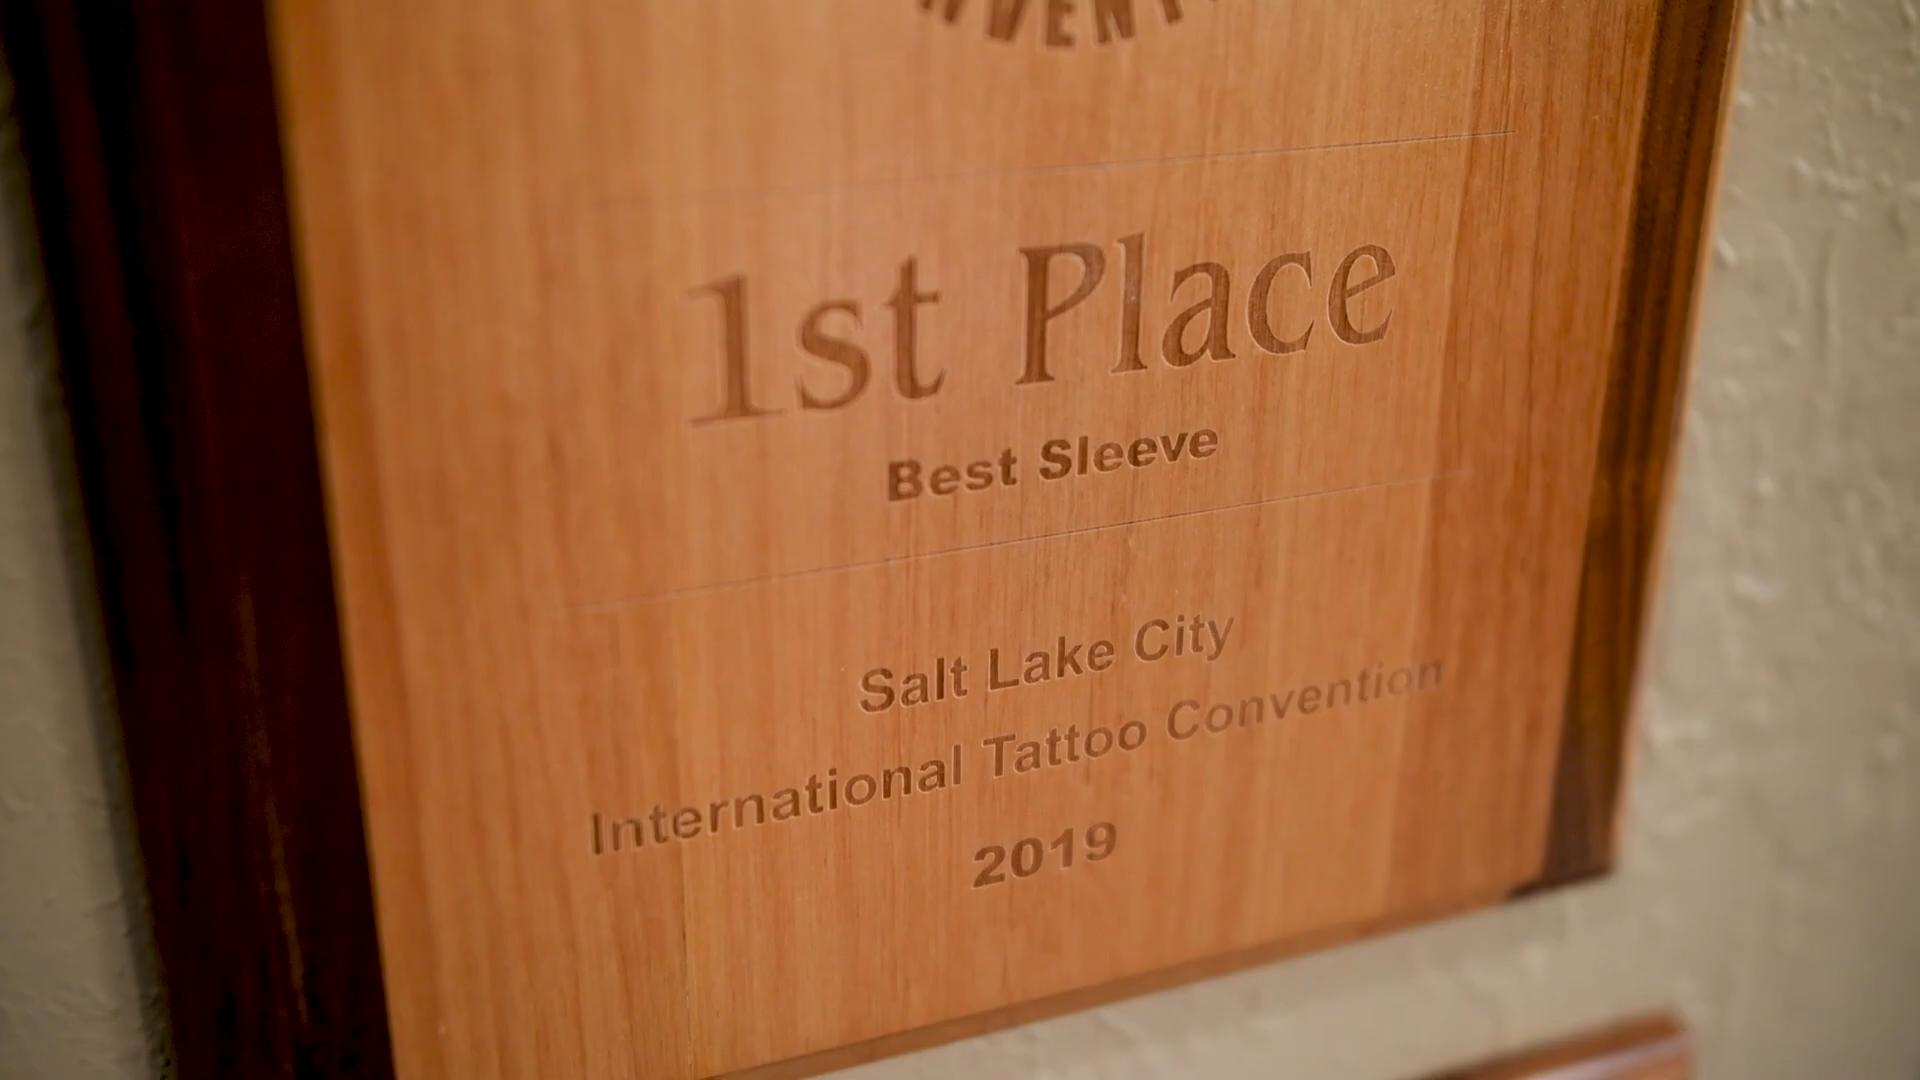 1st Place
Best Sleeve
Salt Lake City
International Tattoo Convention
2019